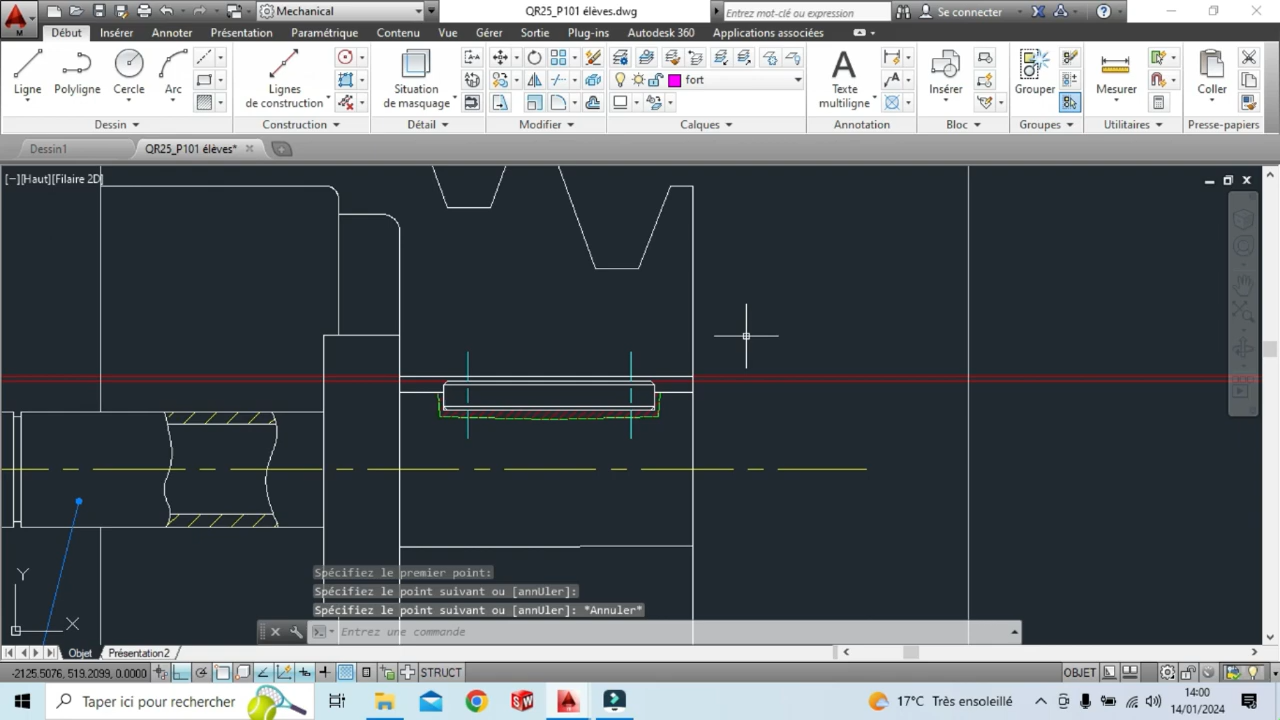 Mechanical
QR25_P101 élèves.dwg
Entrez mot-clé ou expression
Se connecter
M
Début
Insérer
Annoter
Présentation
Paramétrique
Contenu
Vue
Gérer
Sortie
Plug-ins
Autodesk 360
Applications associées
Ligne
Polyligne
Cercle
Arc
Lignes
de construction
Situation
de masquage
fort
Texte
multiligne
Insérer
Grouper
Mesurer
Coller
Dessin
Construction
Détail
Modifier
Calques
Annotation
Bloc
Groupes
Utilitaires
Presse-papiers
Dessin1
QR25_P101 élèves*
[−][Haut][Filaire 2D]
Y
X
Spécifiez le premier point:
Spécifiez le point suivant ou [annUler]:
Spécifiez le point suivant ou [annUler]: *Annuler*
Entrez une commande
Objet
Présentation2
-2125.5076, 519.2099, 0.0000
STRUCT
OBJET
Taper ici pour rechercher
17°C Très ensoleillé
14:00
14/01/2024